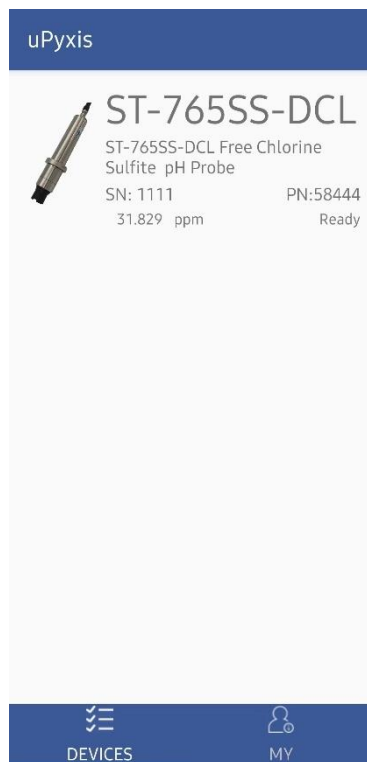 uPyxis
ST-765SS-DCL
ST-765SS-DCL Free Chlorine
Sulfite pH Probe
SN: 1111 PN:58444
31.829 ppm Ready
DEVICES MY